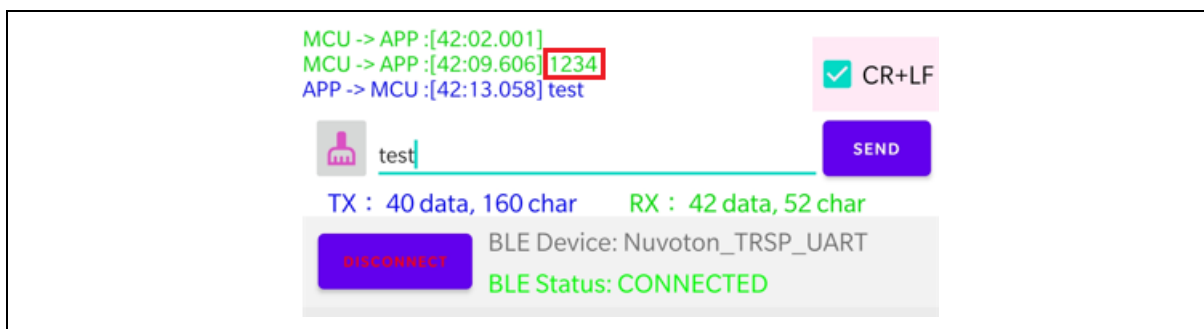 MCU -> APP :[42:02.001]
MCU -> APP :[42:09.606] 1234
APP -> MCU :[42:13.058] test
CR+LF
test
SEND
TX : 40 data, 160 char RX : 42 data, 52 char
BLE Device: Nuvoton_TRSP_UART
DISCONNECT
BLE Status: CONNECTED